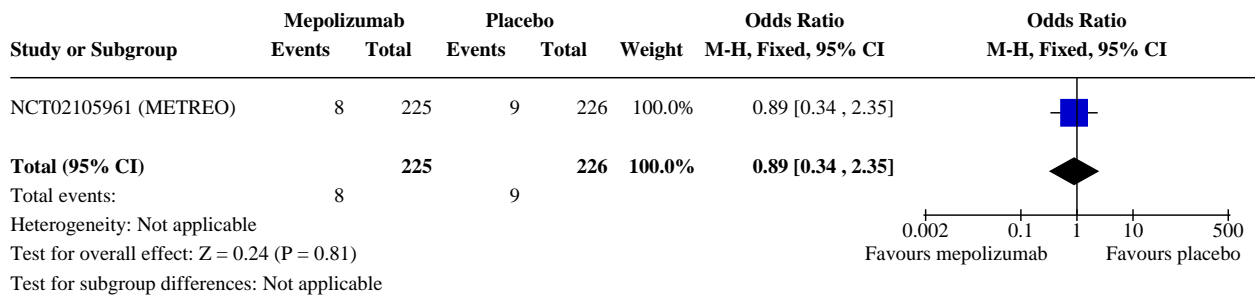 Mepolizumab Placebo Odds Ratio Odds Ratio
Study or Subgroup Events Total Events Total Weight M-H, Fixed, 95% CI M-H, Fixed, 95% CI
NCT02105961 (METREO) 8 225 9 226 100.0% 0.89 [0.34 , 2.35]
Total (95% CI) 225 226 100.0% 0.89 [0.34 , 2.35]
Total events: 8 9
Heterogeneity: Not applicable
0.002 0.1 1 10 500
Test for overall effect: Z = 0.24 (P = 0.81) Favours mepolizumab Favours placebo
Test for subgroup differences: Not applicable